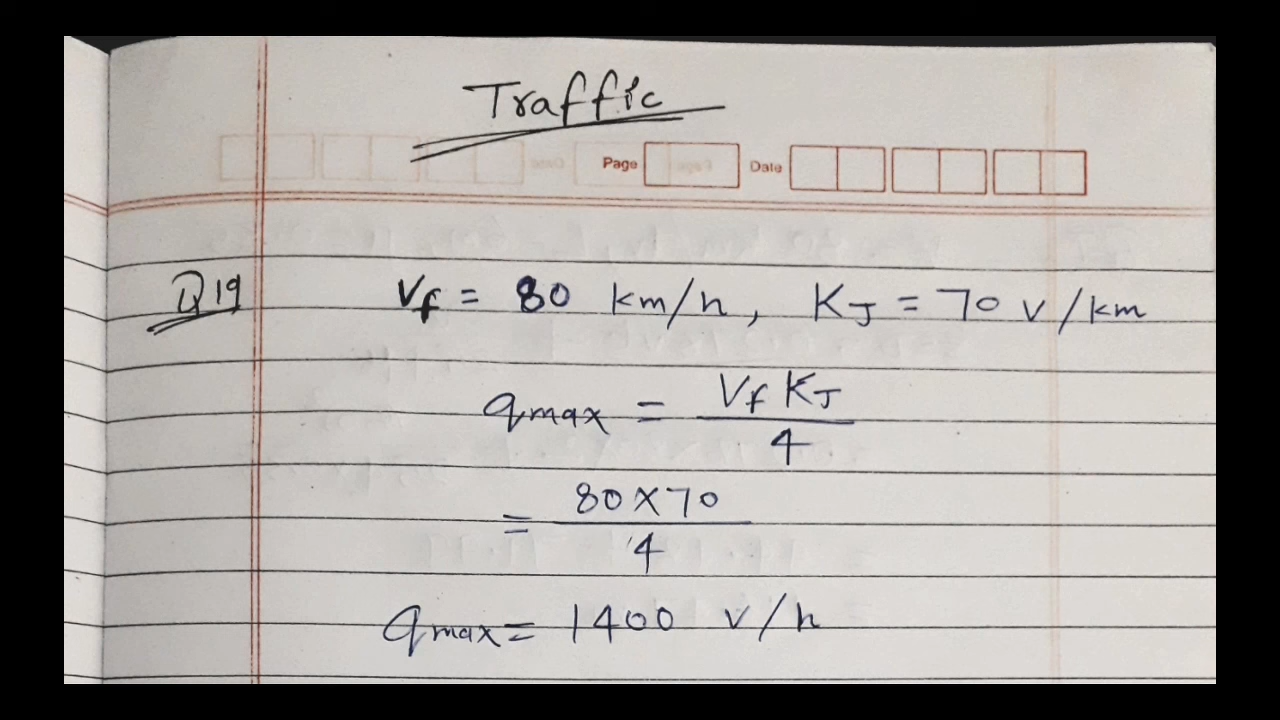 Traffic
Page Date
Q19 Vf = 80 km/h, KJ = 70 v/km
qmax = Vf KJ / 4
= 80×70 / 4
qmax = 1400 v/h